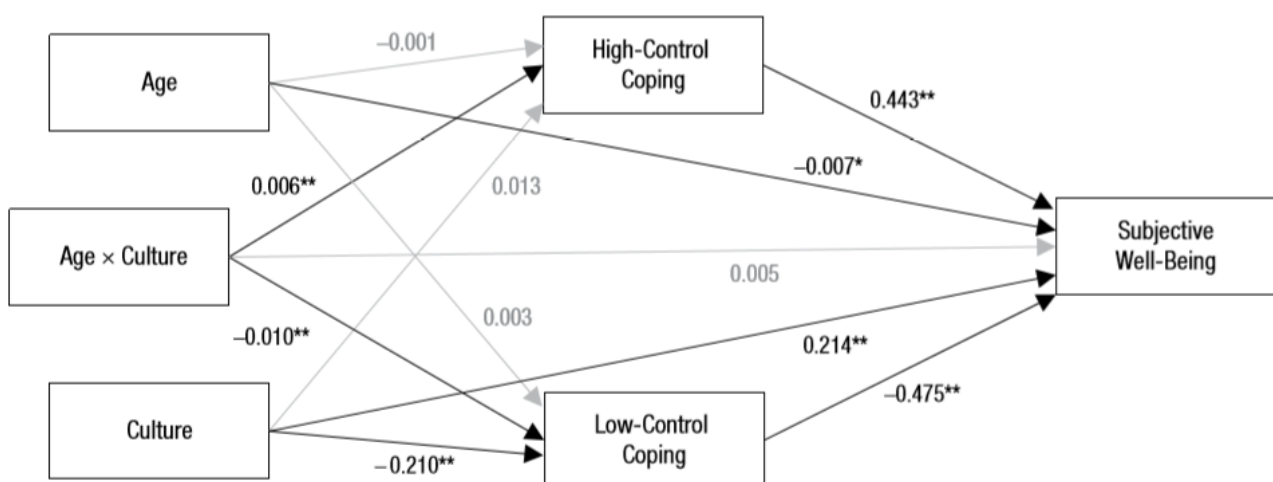 −0.001
High-Control
Coping
Age
0.443**
−0.007*
0.006**
0.013
Age × Culture
Subjective
Well-Being
0.005
0.003
−0.010**
0.214**
−0.475**
Culture
Low-Control
Coping
−0.210**